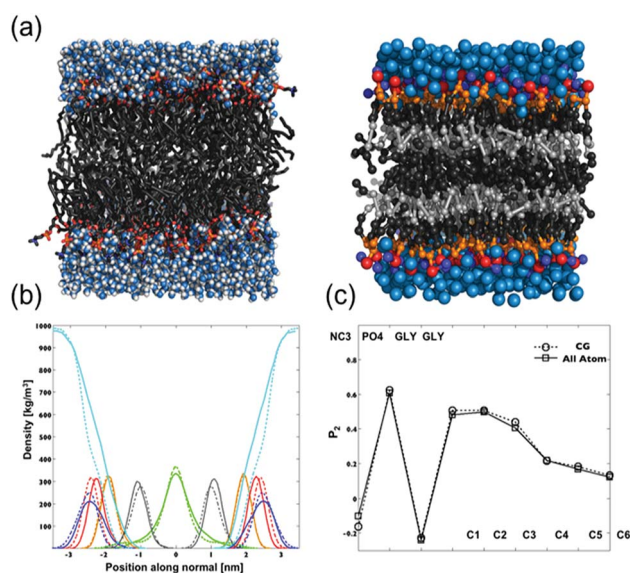 (a)
(b)
(c)
1000
900
800
700
600
500
400
300
200
100
Density [kg/m³]
-3
-2
-1
0
1
2
3
Position along normal [nm]
NC3 PO4 GLY GLY
CG
All Atom
0.8
0.6
0.4
0.2
0
-0.2
P₂
C1 C2 C3 C4 C5 C6